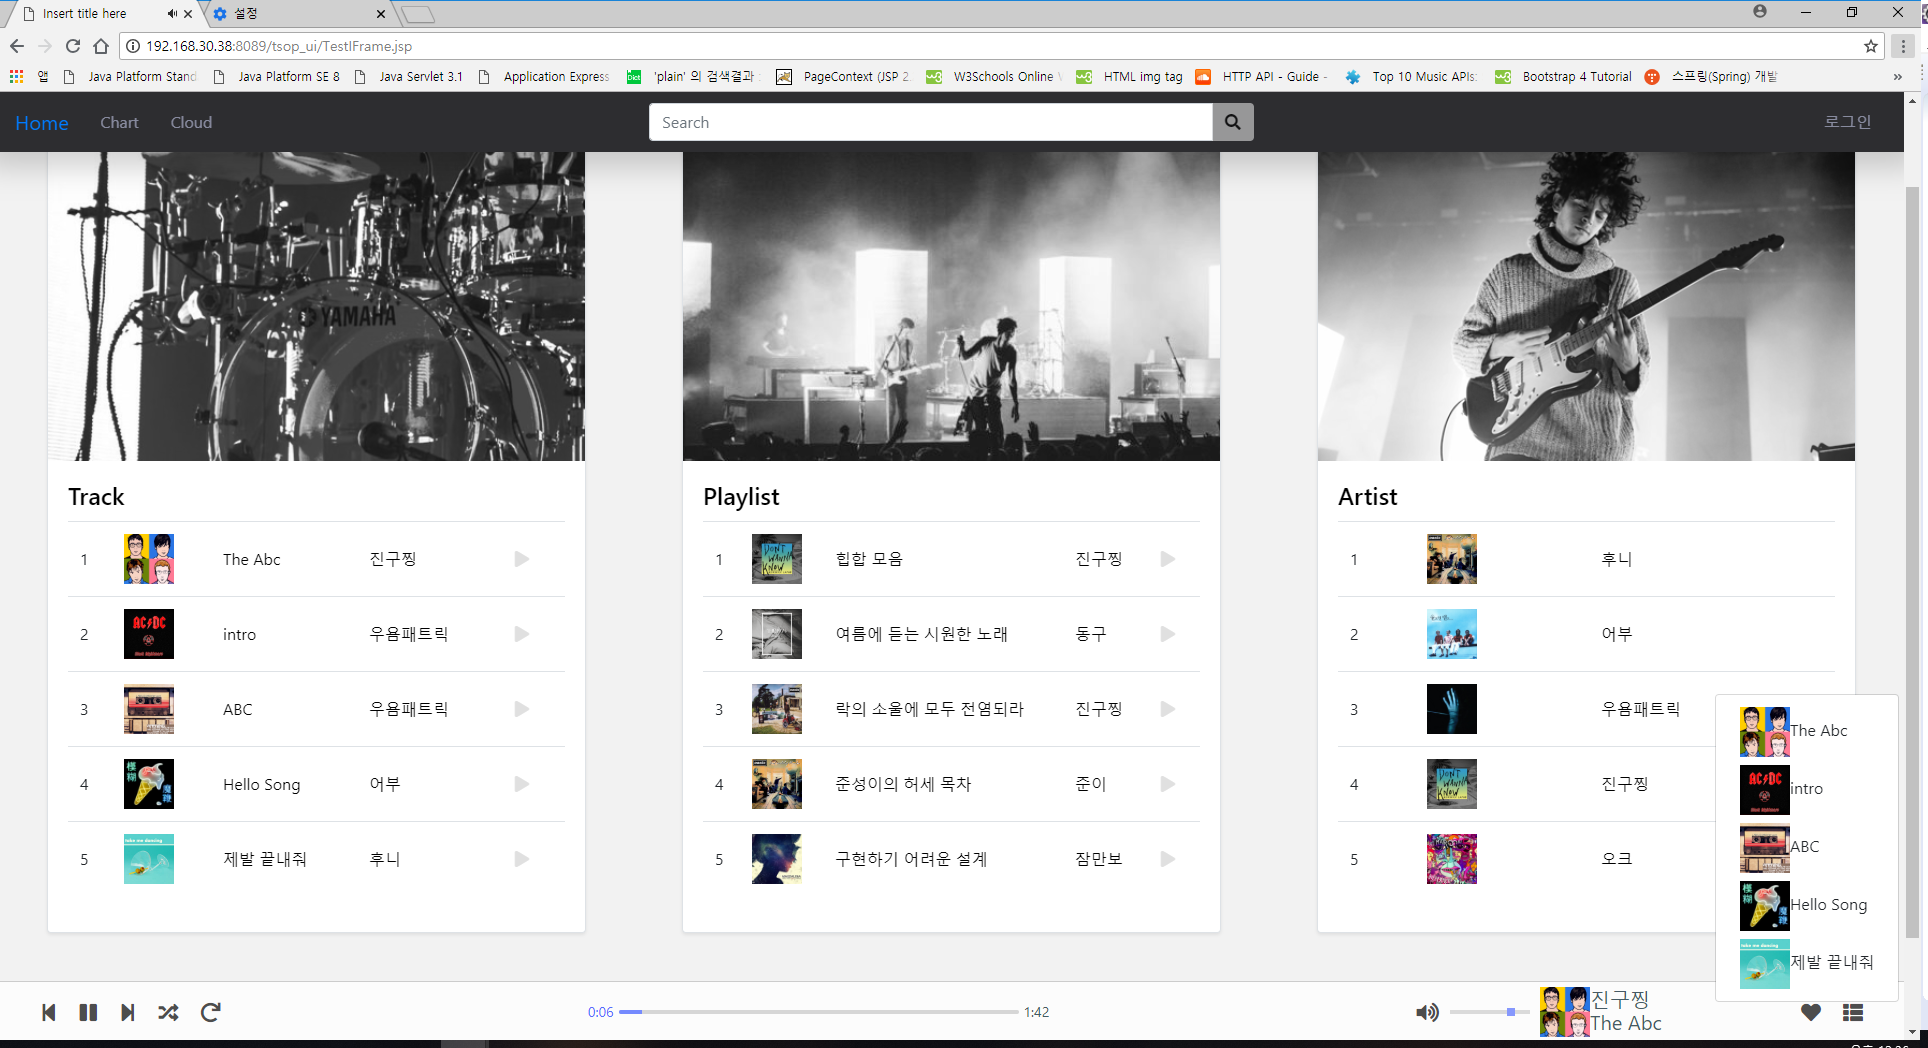 Insert title here
설정
192.168.30.38:8089/tsop_ui/TestIFrame.jsp
앱
Java Platform Stand
Java Platform SE 8
Java Servlet 3.1
Application Express
'plain' 의 검색결과
PageContext (JSP 2.
W3Schools Online
HTML img tag
HTTP API - Guide -
Top 10 Music APIs:
Bootstrap 4 Tutorial
스프링(Spring) 개발
»
Home
Chart
Cloud
Search
로그인
YAMAHA
Track
1 The Abc 진구찡
2 intro 우욤패트릭
3 ABC 우욤패트릭
4 Hello Song 어부
5 제발 끝내줘 후니
Playlist
1 힙합 모음 진구찡
2 여름에 듣는 시원한 노래 동구
3 락의 소울에 모두 전염되라 진구찡
4 준성이의 허세 목차 준이
5 구현하기 어려운 설계 잠만보
Artist
1 후니
2 어부
3 우욤패트릭
4 진구찡
5 오크
The Abc
intro
ABC
Hello Song
제발 끝내줘
0:06
1:42
진구찡
The Abc